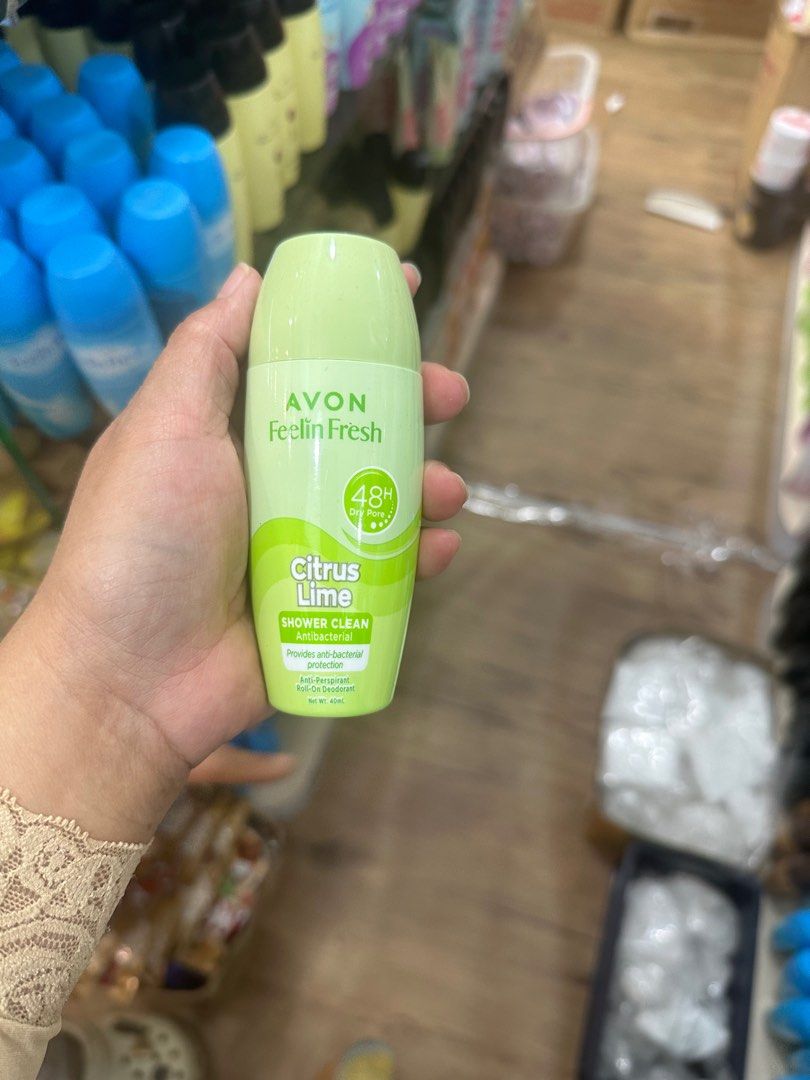 AVON
Feelin Fresh
48H
Dry Pore
Citrus
Lime
SHOWER CLEAN
Antibacterial
Provides anti-bacterial
protection
Anti-Perspirant
Roll-On Deodorant
Net Wt. 40mL